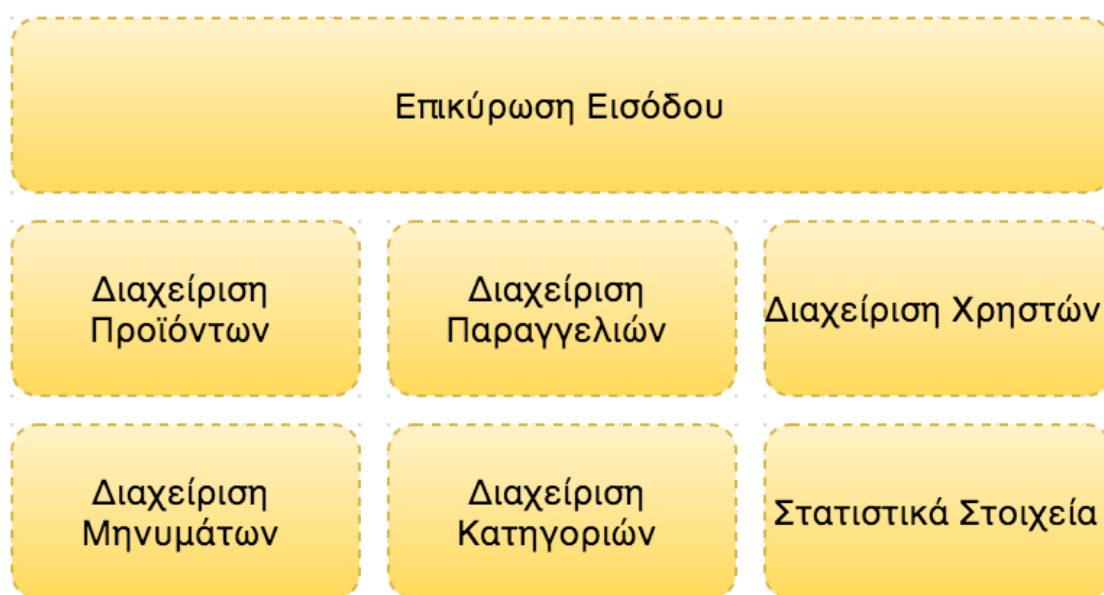 Επικύρωση Εισόδου
Διαχείριση
Προϊόντων
Διαχείριση
Παραγγελιών
Διαχείριση Χρηστών
Διαχείριση
Μηνυμάτων
Διαχείριση
Κατηγοριών
Στατιστικά Στοιχεία